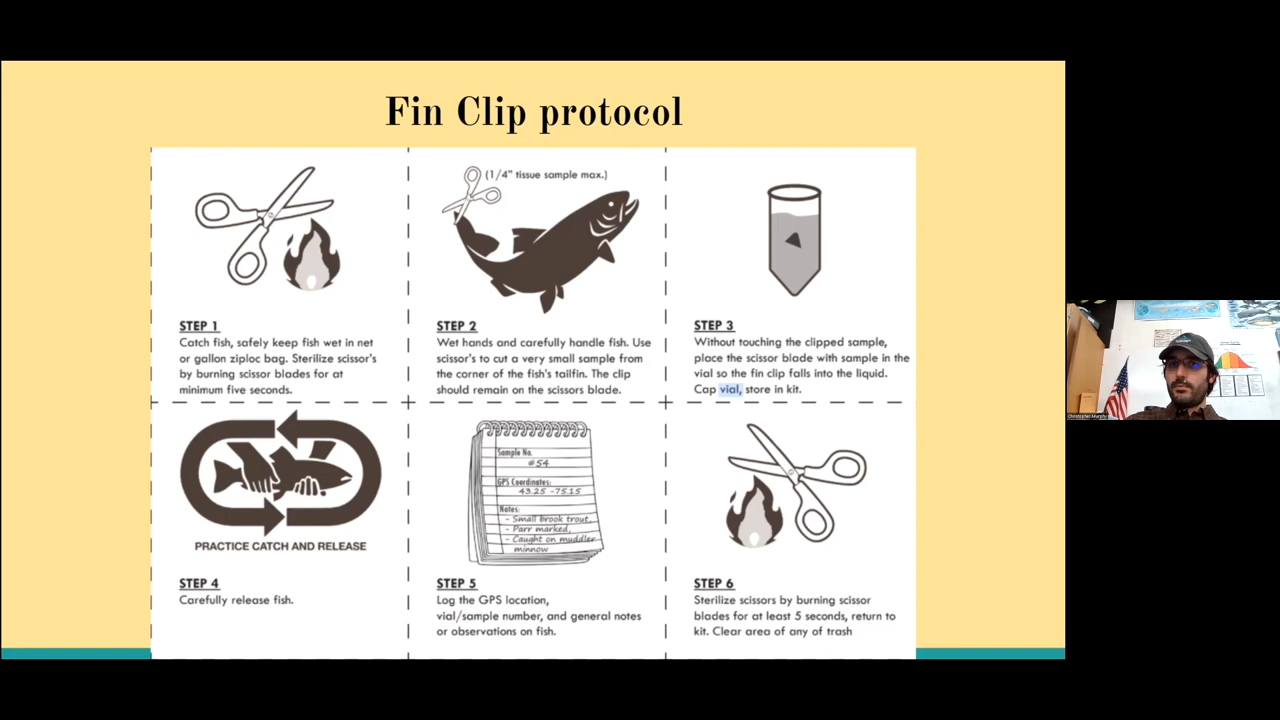 Fin Clip protocol
(1/4" tissue sample max.)
STEP 1
Catch fish, safely keep fish wet in net
or gallon ziploc bag. Sterilize scissor's
by burning scissor blades for at
minimum five seconds.
STEP 2
Wet hands and carefully handle fish. Use
scissor's to cut a very small sample from
the corner of the fish's tailfin. The clip
should remain on the scissors blade.
STEP 3
Without touching the clipped sample,
place the scissor blade with sample in the
vial so the fin clip falls into the liquid.
Cap vial, store in kit.
PRACTICE CATCH AND RELEASE
STEP 4
Carefully release fish.
Sample No.
#54
GPS Coordinates:
43.25 -75.15
Notes:
- Small brook trout,
- Parr marked,
- Caught on muddler
minnow
STEP 5
Log the GPS location,
vial/sample number, and general notes
or observations on fish.
STEP 6
Sterilize scissors by burning scissor
blades for at least 5 seconds, return to
kit. Clear area of any of trash
Christopher Murphy